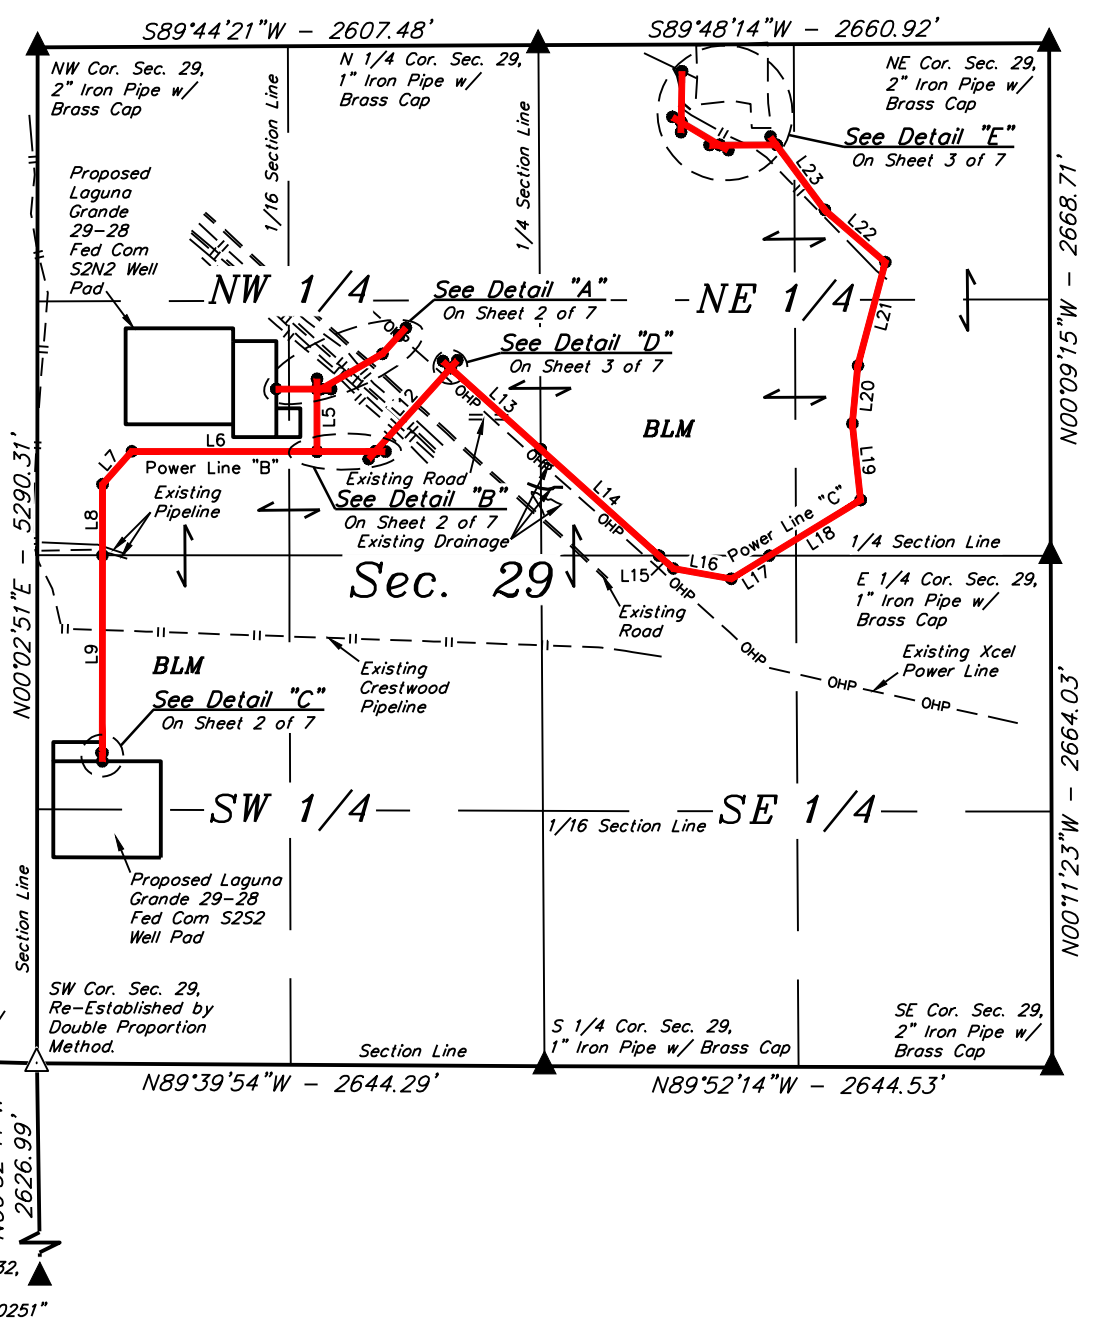 S89°44'21"W - 2607.48'
S89°48'14"W - 2660.92'
NW Cor. Sec. 29,
2" Iron Pipe w/
Brass Cap
1/16 Section Line
N 1/4 Cor. Sec. 29,
1" Iron Pipe w/
Brass Cap
1/4 Section Line
NE Cor. Sec. 29,
2" Iron Pipe w/
Brass Cap
See Detail "E"
On Sheet 3 of 7
Proposed
Laguna
Grande
29-28
Fed Com
S2N2 Well
Pad
L23
L22
L21
L20
L19
N00°09'15"W - 2668.71'
NW 1/4
NE 1/4
See Detail "A"
On Sheet 2 of 7
OHP
See Detail "D"
On Sheet 3 of 7
OHP
L12
L13
L5
L6
L7
Power Line "B"
BLM
Existing Road
See Detail "B"
On Sheet 2 of 7
Existing Drainage
OHP
L14
OHP
Existing
Pipeline
L8
N00°02'51"E - 5290.31'
Power Line "C"
L18
L17
L16
L15
1/4 Section Line
Sec. 29
E 1/4 Cor. Sec. 29,
1" Iron Pipe w/
Brass Cap
OHP
Existing
Road
Existing Xcel
Power Line
OHP
OHP
OHP
L9
BLM
Existing
Crestwood
Pipeline
See Detail "C"
On Sheet 2 of 7
N00°11'23"W - 2664.03'
SW 1/4
SE 1/4
1/16 Section Line
Section Line
Proposed Laguna
Grande 29-28
Fed Com S2S2
Well Pad
SW Cor. Sec. 29,
Re-Established by
Double Proportion
Method.
Section Line
S 1/4 Cor. Sec. 29,
1" Iron Pipe w/ Brass Cap
SE Cor. Sec. 29,
2" Iron Pipe w/
Brass Cap
N89°39'54"W - 2644.29'
N89°52'14"W - 2644.53'
2626.99'
32,
0251"